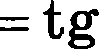 = tg